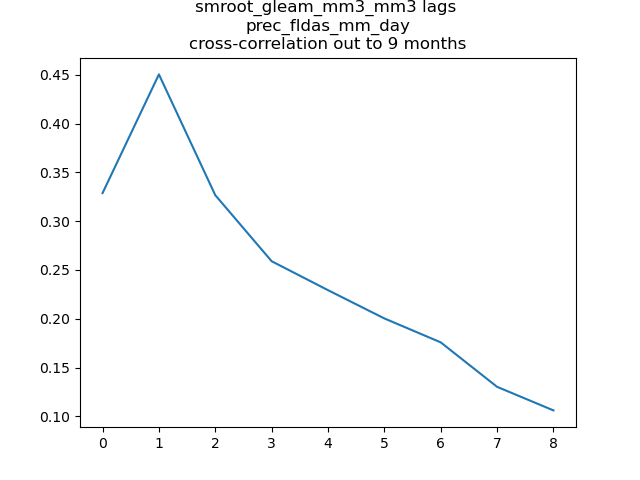 smroot_gleam_mm3_mm3 lags
prec_fldas_mm_day
cross-correlation out to 9 months
0.45
0.40
0.35
0.30
0.25
0.20
0.15
0.10
0 1 2 3 4 5 6 7 8